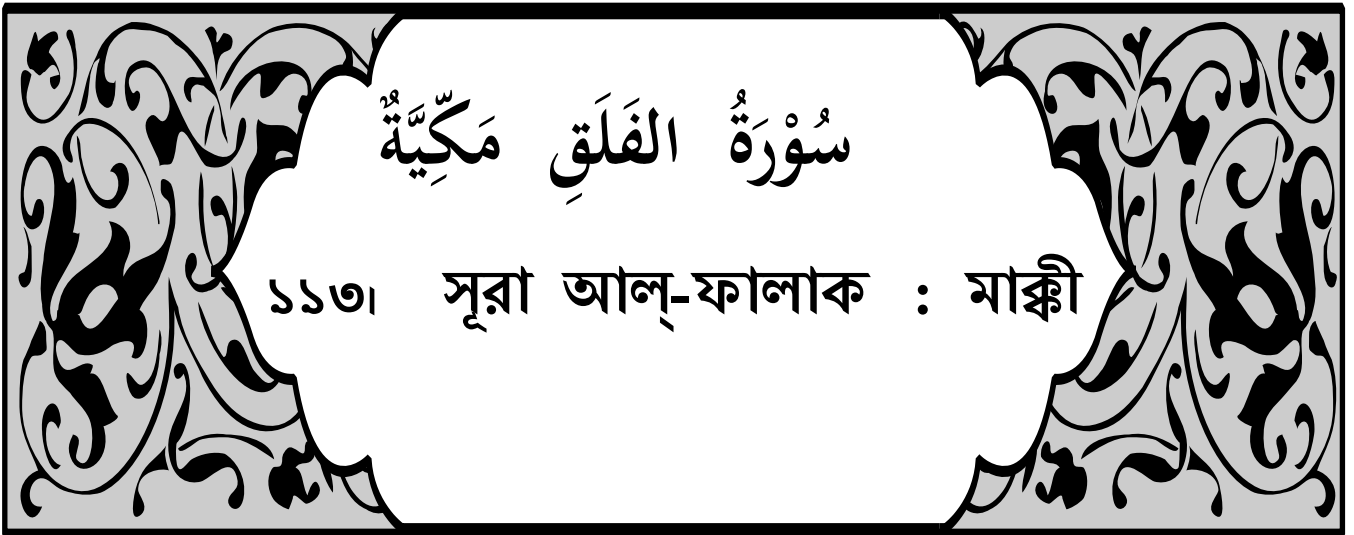 سُوْرَةُ الفَلَقِ مَكِّيَّةٌ
১১৩। সূরা আল্-ফালাক : মাক্কী